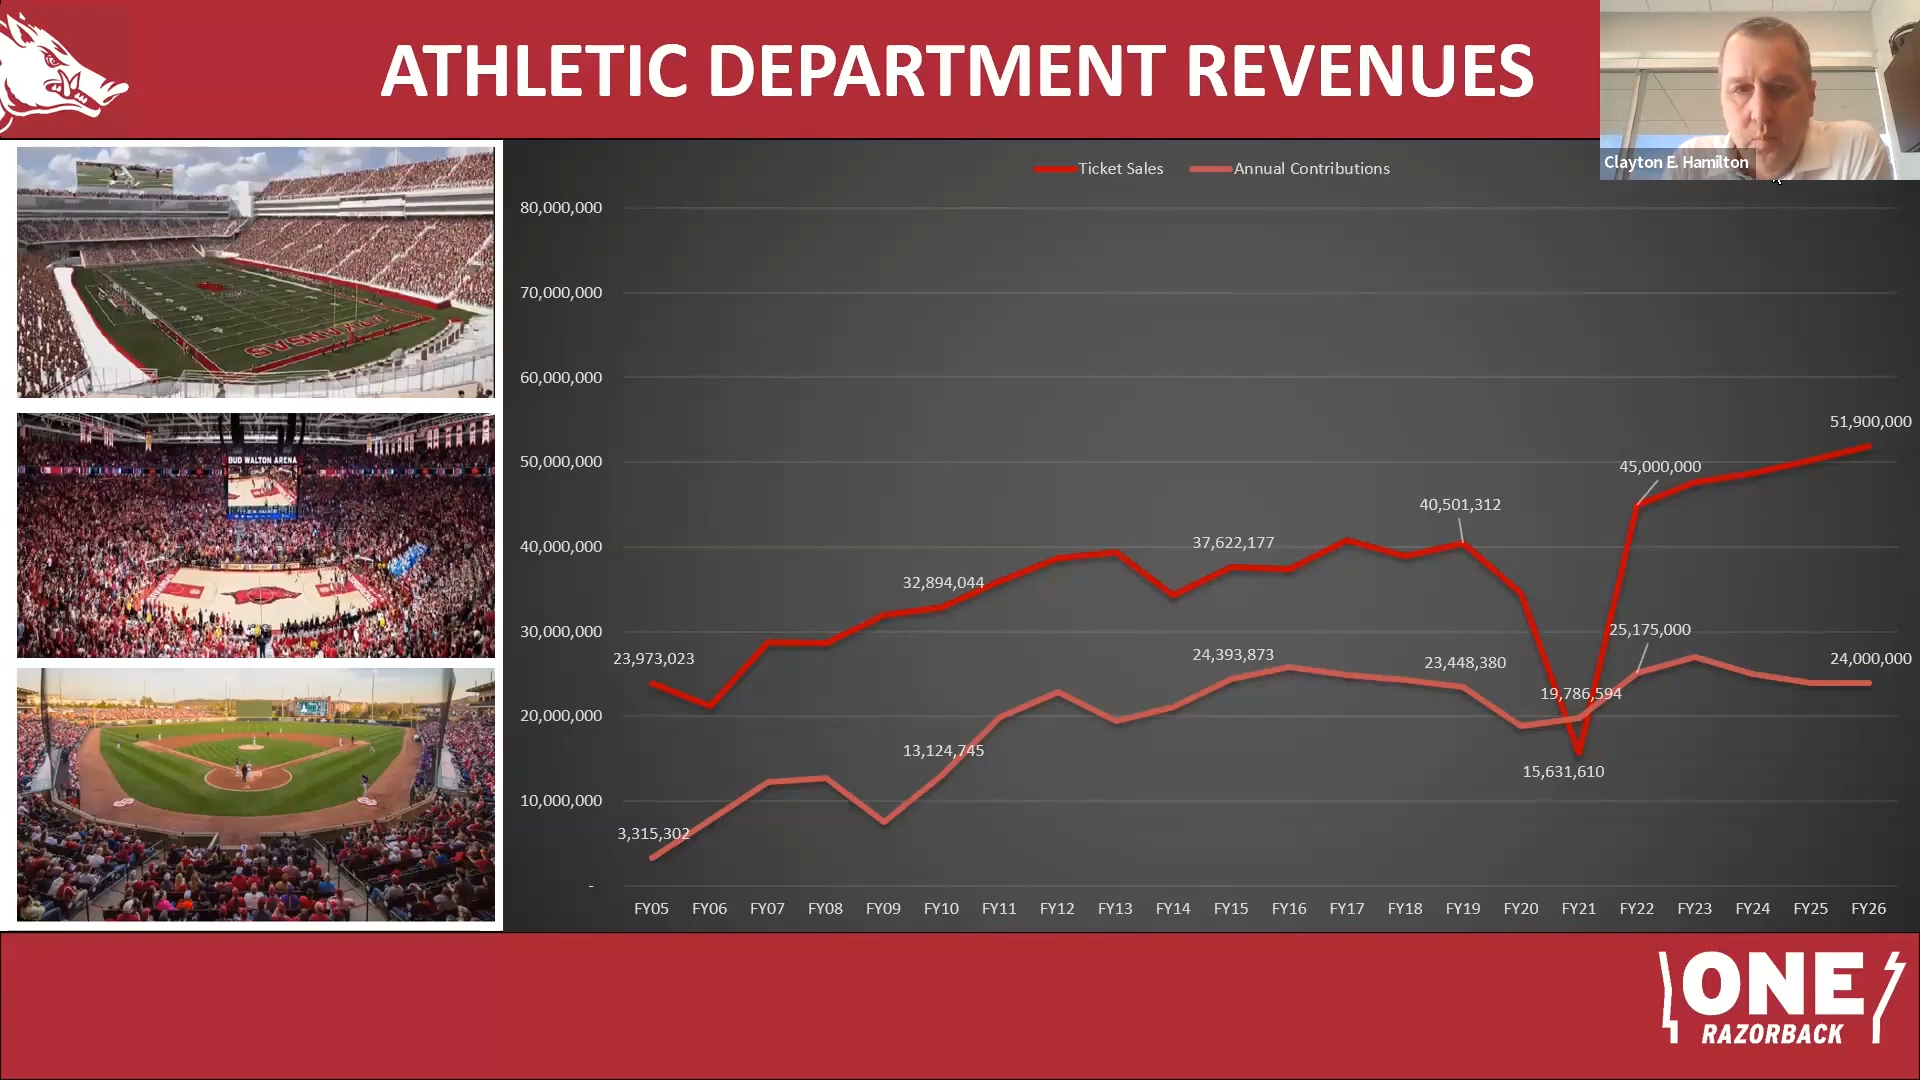 ATHLETIC DEPARTMENT REVENUES
Clayton E. Hamilton
Ticket Sales
Annual Contributions
80,000,000
70,000,000
60,000,000
50,000,000
40,000,000
30,000,000
20,000,000
10,000,000
-
23,973,023
32,894,044
37,622,177
40,501,312
15,631,610
45,000,000
51,900,000
3,315,302
13,124,745
24,393,873
23,448,380
19,786,594
25,175,000
24,000,000
FY05 FY06 FY07 FY08 FY09 FY10 FY11 FY12 FY13 FY14 FY15 FY16 FY17 FY18 FY19 FY20 FY21 FY22 FY23 FY24 FY25 FY26
ARKANSAS
BUD WALTON ARENA
ONE
RAZORBACK